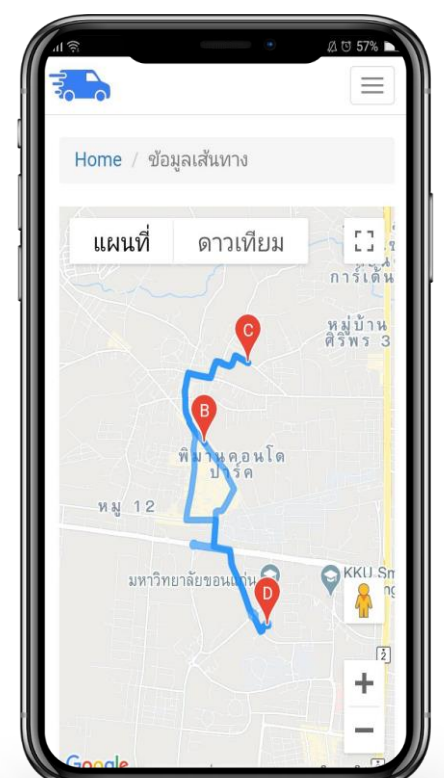 57%
Home / ข้อมูลเส้นทาง
แผนที่ ดาวเทียม
การ์เด้น
หมู่บ้าน
ศิริพร 3
C
B
พิมานคอนโด
ปาร์ค
หมู่ 12
มหาวิทยาลัยขอนแก่น
KKU Sm
D
2
+
−
Google